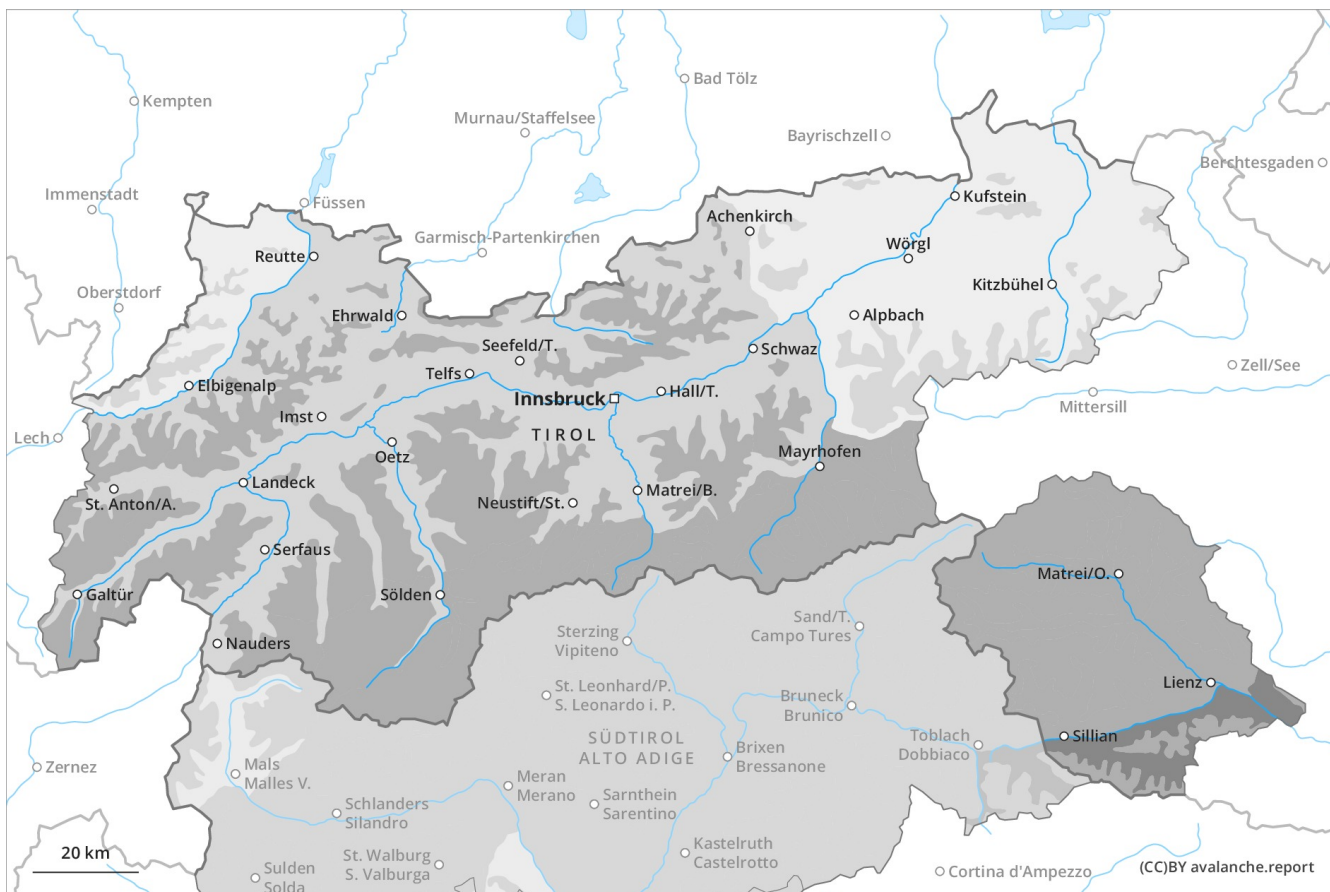 Bad Tölz
Kempten
Murnau/Staffelsee
Bayrischzell
Berchtesgaden
Immenstadt
Füssen
Kufstein
Achenkirch
Garmisch-Partenkirchen
Wörgl
Reutte
Kitzbühel
Oberstdorf
Ehrwald
Alpbach
Seefeld/T.
Schwaz
Telfs
Zell/See
Elbigenalp
Hall/T.
Innsbruck
Mittersill
Imst
TIROL
Lech
Oetz
Mayrhofen
Landeck
Matrei/B.
St. Anton/A.
Neustift/St.
Serfaus
Matrei/O.
Galtür
Sölden
Sand/T.
Campo Tures
Sterzing
Vipiteno
Nauders
Lienz
St. Leonhard/P.
S. Leonardo i. P.
Bruneck
Brunico
Sillian
SÜDTIROL
ALTO ADIGE
Toblach
Dobbiaco
Brixen
Bressanone
Zernez
Mals
Malles V.
Meran
Merano
Sarnthein
Sarentino
Schlanders
Silandro
Kastelruth
Castelrotto
20 km
St. Walburg
S. Valburga
Sulden
Solda
Cortina d'Ampezzo
(CC)BY avalanche.report